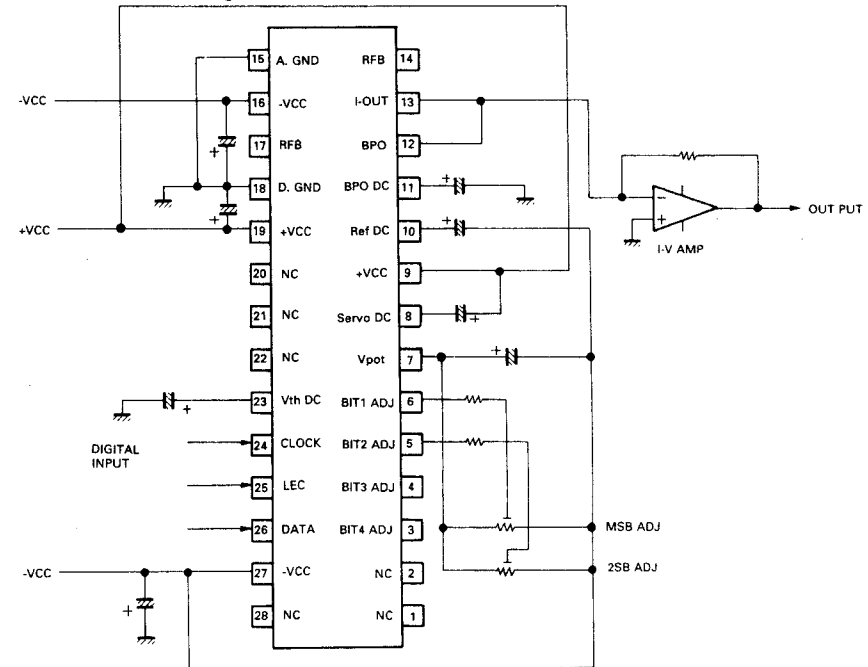 15 A. GND RFB 14
-VCC 16 -VCC I-OUT 13
17 RFB BPO 12
+
18 D. GND BPO DC 11 +
+
+VCC 19 +VCC Ref DC 10 +
20 NC +VCC 9
21 NC Servo DC 8 +
22 NC Vpot 7 +
+ 23 Vth DC BIT1 ADJ 6
DIGITAL
INPUT
24 CLOCK BIT2 ADJ 5
25 LEC BIT3 ADJ 4
26 DATA BIT4 ADJ 3
-VCC 27 -VCC NC 2
+
28 NC NC 1
−
+
I-V AMP
OUT PUT
MSB ADJ
2SB ADJ